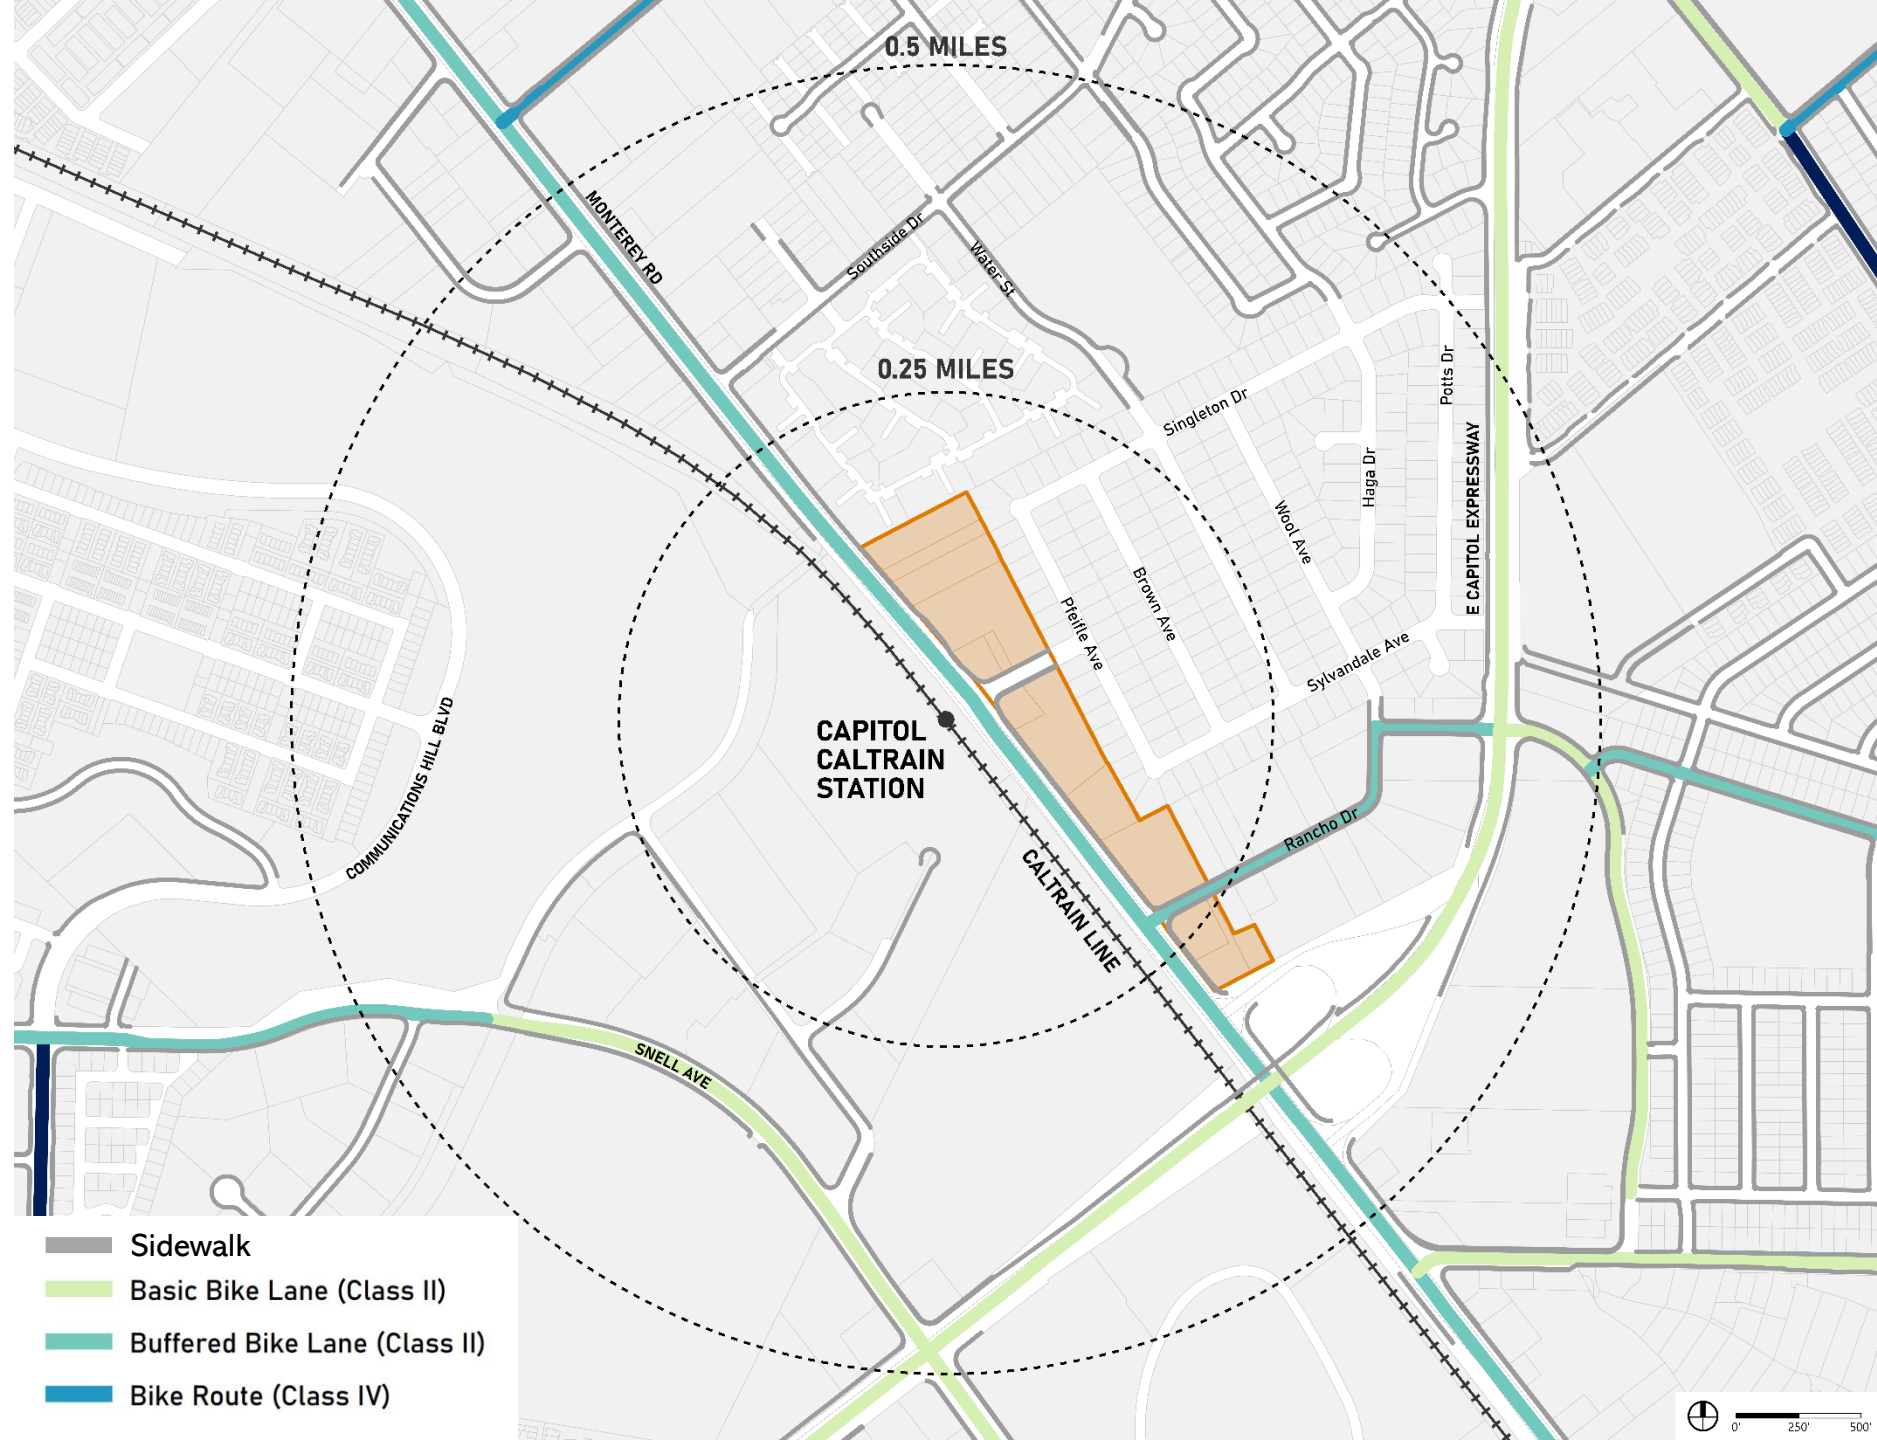 0.5 MILES
MONTEREY RD
Southside Dr
Water St
0.25 MILES
Singleton Dr
Potts Dr
Haga Dr
E CAPITOL EXPRESSWAY
Wool Ave
Brown Ave
Pfeifle Ave
Sylvandale Ave
CAPITOL
CALTRAIN
STATION
COMMUNICATIONS HILL BLVD
Rancho Dr
CALTRAIN LINE
SNELL AVE
Sidewalk
Basic Bike Lane (Class II)
Buffered Bike Lane (Class II)
Bike Route (Class IV)
0' 250' 500'